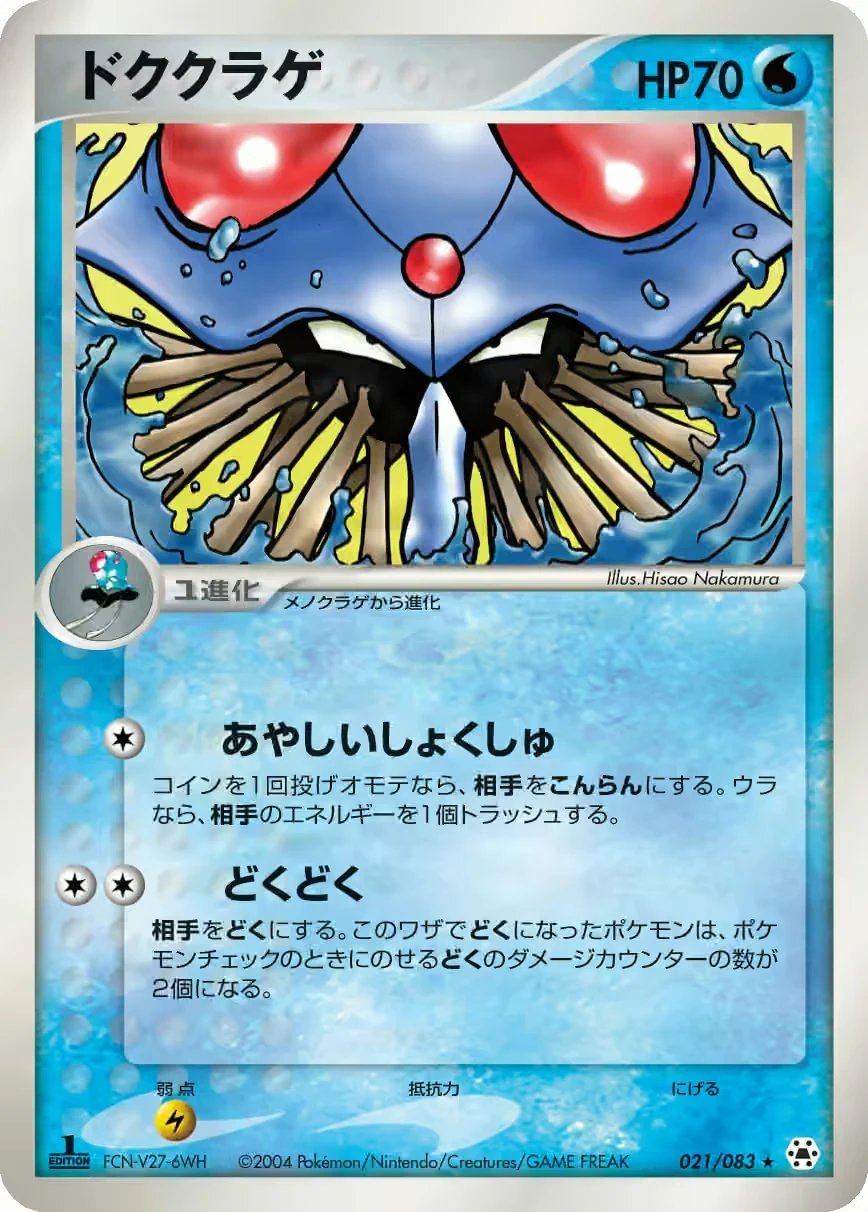 ドククラゲ
HP70
Illus.Hisao Nakamura
1進化
メノクラゲから進化
あやしいしょくしゅ
コインを1回投げオモテなら、相手をこんらんにする。ウラ
なら、相手のエネルギーを1個トラッシュする。
どくどく
相手をどくにする。このワザでどくになったポケモンは、ポケ
モンチェックのときにのせるどくのダメージカウンターの数が
2個になる。
弱点 抵抗力 にげる
1 EDITION FCN-V27-6WH ©2004 Pokémon/Nintendo/Creatures/GAME FREAK 021/083 ★